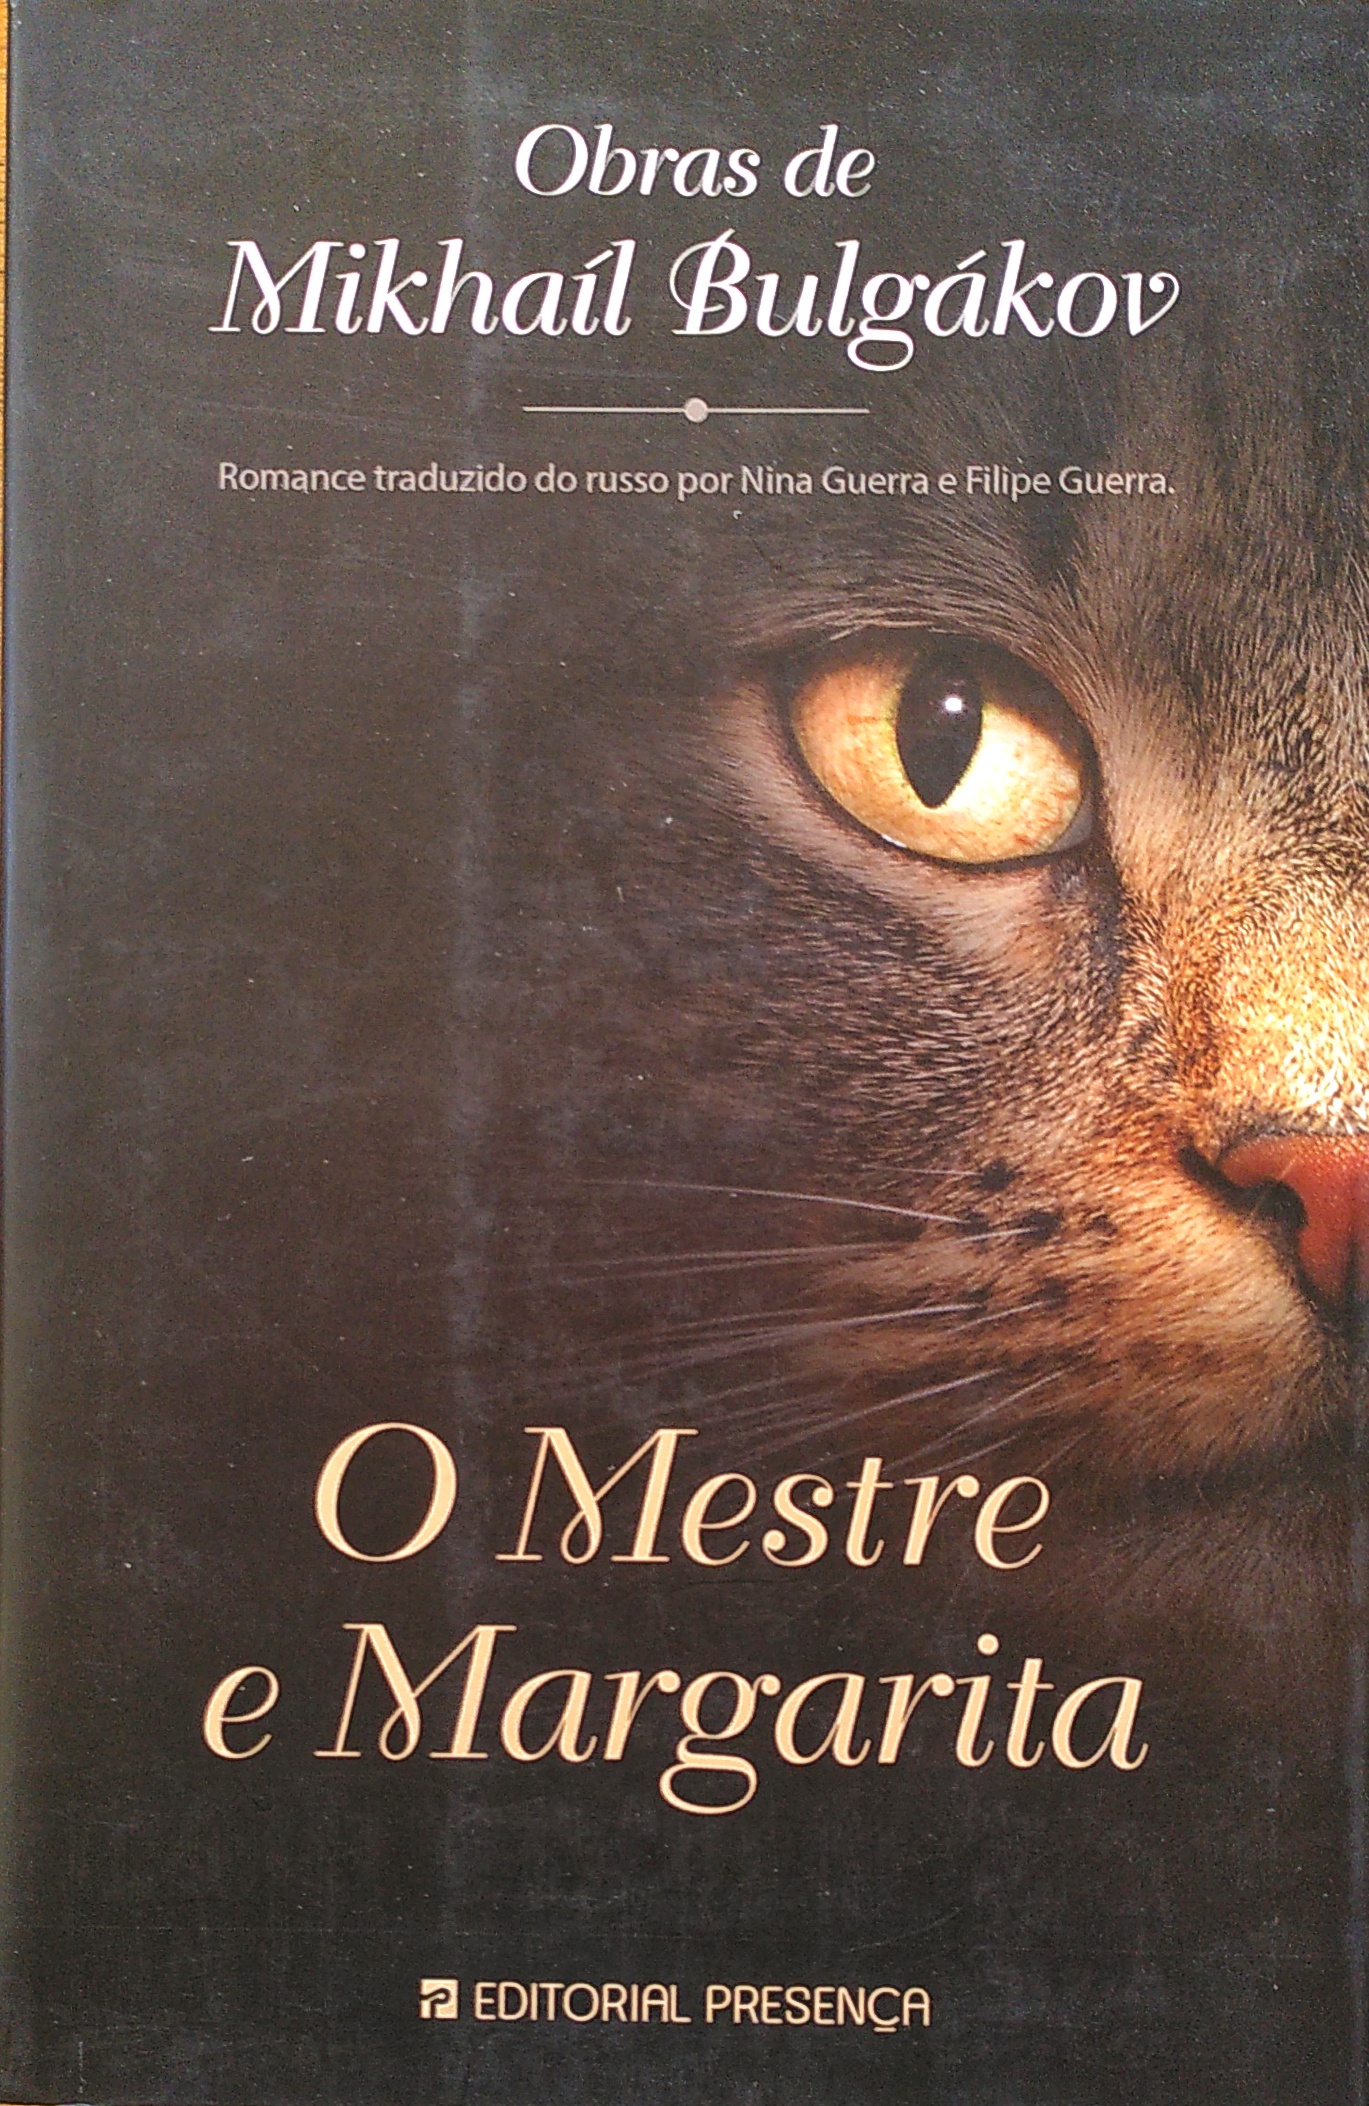 Obras de
Mikhaíl Bulgákov
Romance traduzido do russo por Nina Guerra e Filipe Guerra.
O Mestre
e Margarita
EDITORIAL PRESENÇA